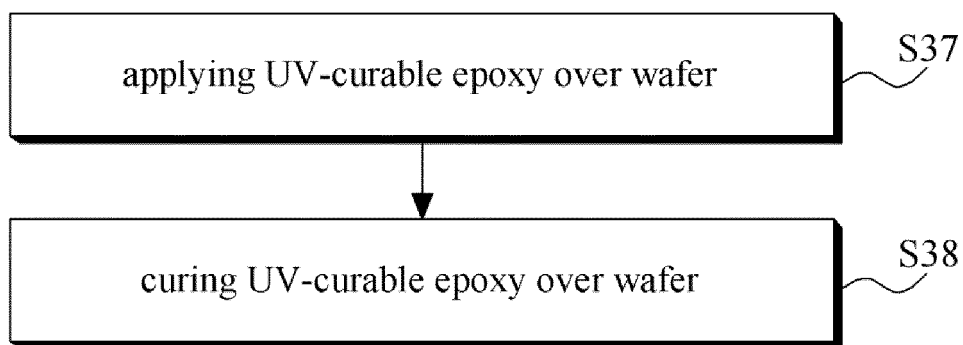 applying UV-curable epoxy over wafer
S37
curing UV-curable epoxy over wafer
S38